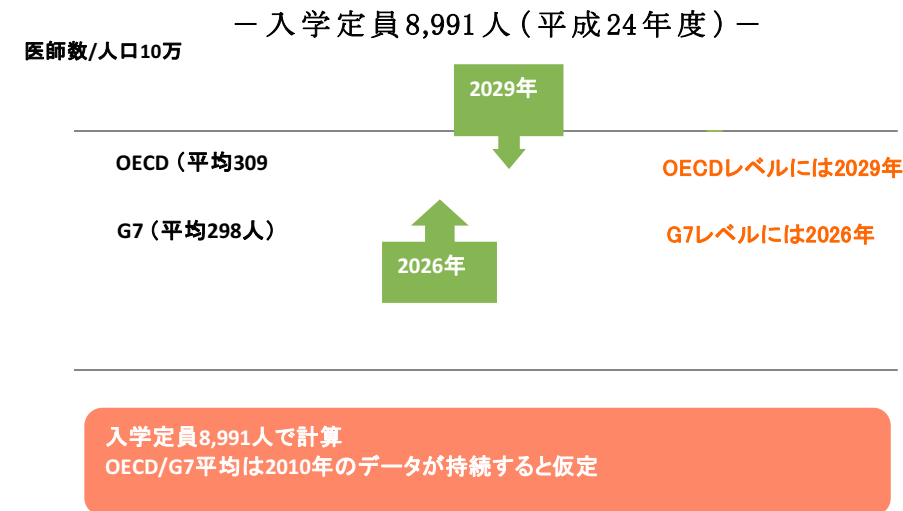 －入学定員8,991人（平成24年度）－
医師数/人口10万
2029年
OECD（平均309
OECDレベルには2029年
G7（平均298人）
G7レベルには2026年
2026年
入学定員8,991人で計算
OECD/G7平均は2010年のデータが持続すると仮定